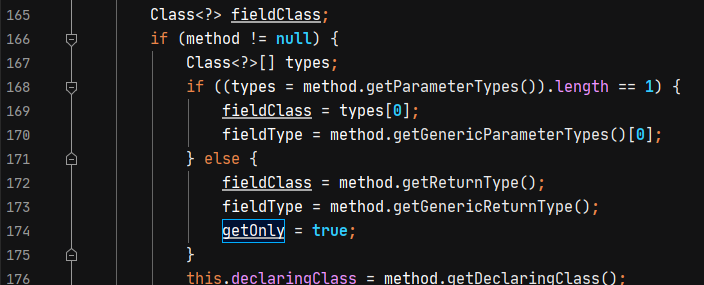 165 Class<?> fieldClass;
166 if (method != null) {
167 Class<?>[] types;
168 if ((types = method.getParameterTypes()).length == 1) {
169 fieldClass = types[0];
170 fieldType = method.getGenericParameterTypes()[0];
171 } else {
172 fieldClass = method.getReturnType();
173 fieldType = method.getGenericReturnType();
174 getOnly = true;
175 }
176 this.declaringClass = method.getDeclaringClass();